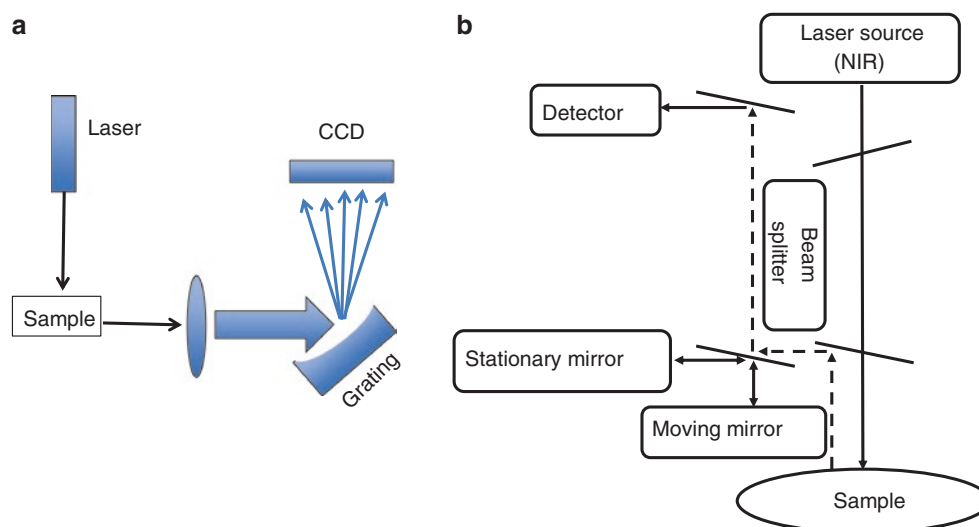 a
Laser
CCD
Sample
Grating
b
Laser source
(NIR)
Detector
Beam
splitter
Stationary mirror
Moving mirror
Sample